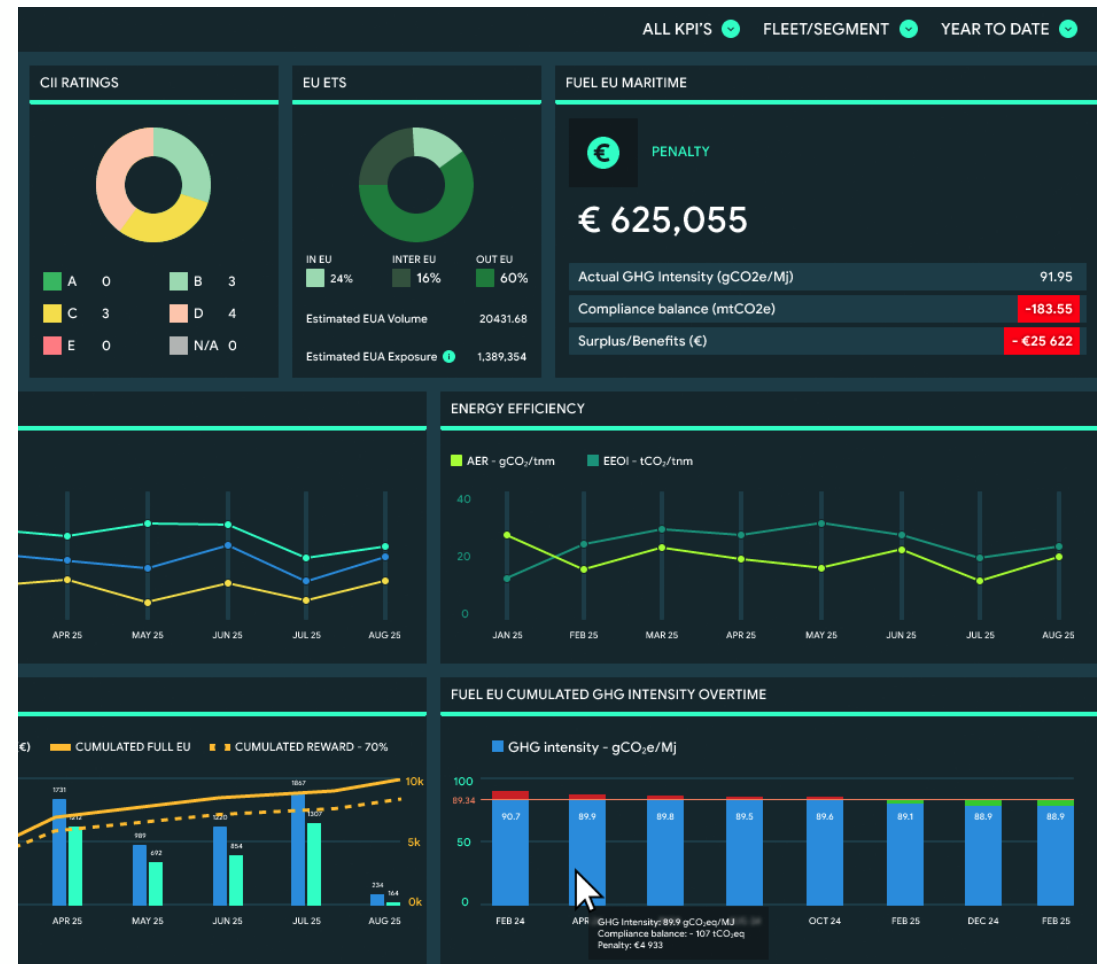 ALL KPI'S FLEET/SEGMENT YEAR TO DATE
CII RATINGS
A 0 B 3
C 3 D 4
E 0 N/A 0
EU ETS
IN EU INTER EU OUT EU
24% 16% 60%
Estimated EUA Volume 20431.68
Estimated EUA Exposure i 1,389,354
FUEL EU MARITIME
€ PENALTY
€ 625,055
Actual GHG Intensity (gCO2e/Mj) 91.95
Compliance balance (mtCO2e) -183.55
Surplus/Benefits (€) - €25 622
APR 25 MAY 25 JUN 25 JUL 25 AUG 25
ENERGY EFFICIENCY
AER - gCO₂/tnm EEOI - tCO₂/tnm
40
20
0
JAN 25 FEB 25 MAR 25 APR 25 MAY 25 JUN 25 JUL 25 AUG 25
€) CUMULATED FULL EU CUMULATED REWARD - 70%
10k
5k
0k
1731 1212 989 692 1220 854 1867 1307 234 164
APR 25 MAY 25 JUN 25 JUL 25 AUG 25
FUEL EU CUMULATED GHG INTENSITY OVERTIME
GHG intensity - gCO₂e/Mj
100
89.34
50
0
90.7 89.9 89.8 89.5 89.6 89.1 88.9 88.9
FEB 24 APR OCT 24 FEB 25 DEC 24 FEB 25
GHG Intensity: 89.9 gCO₂eq/MJ
Compliance balance: - 107 tCO₂eq
Penalty: €4 933